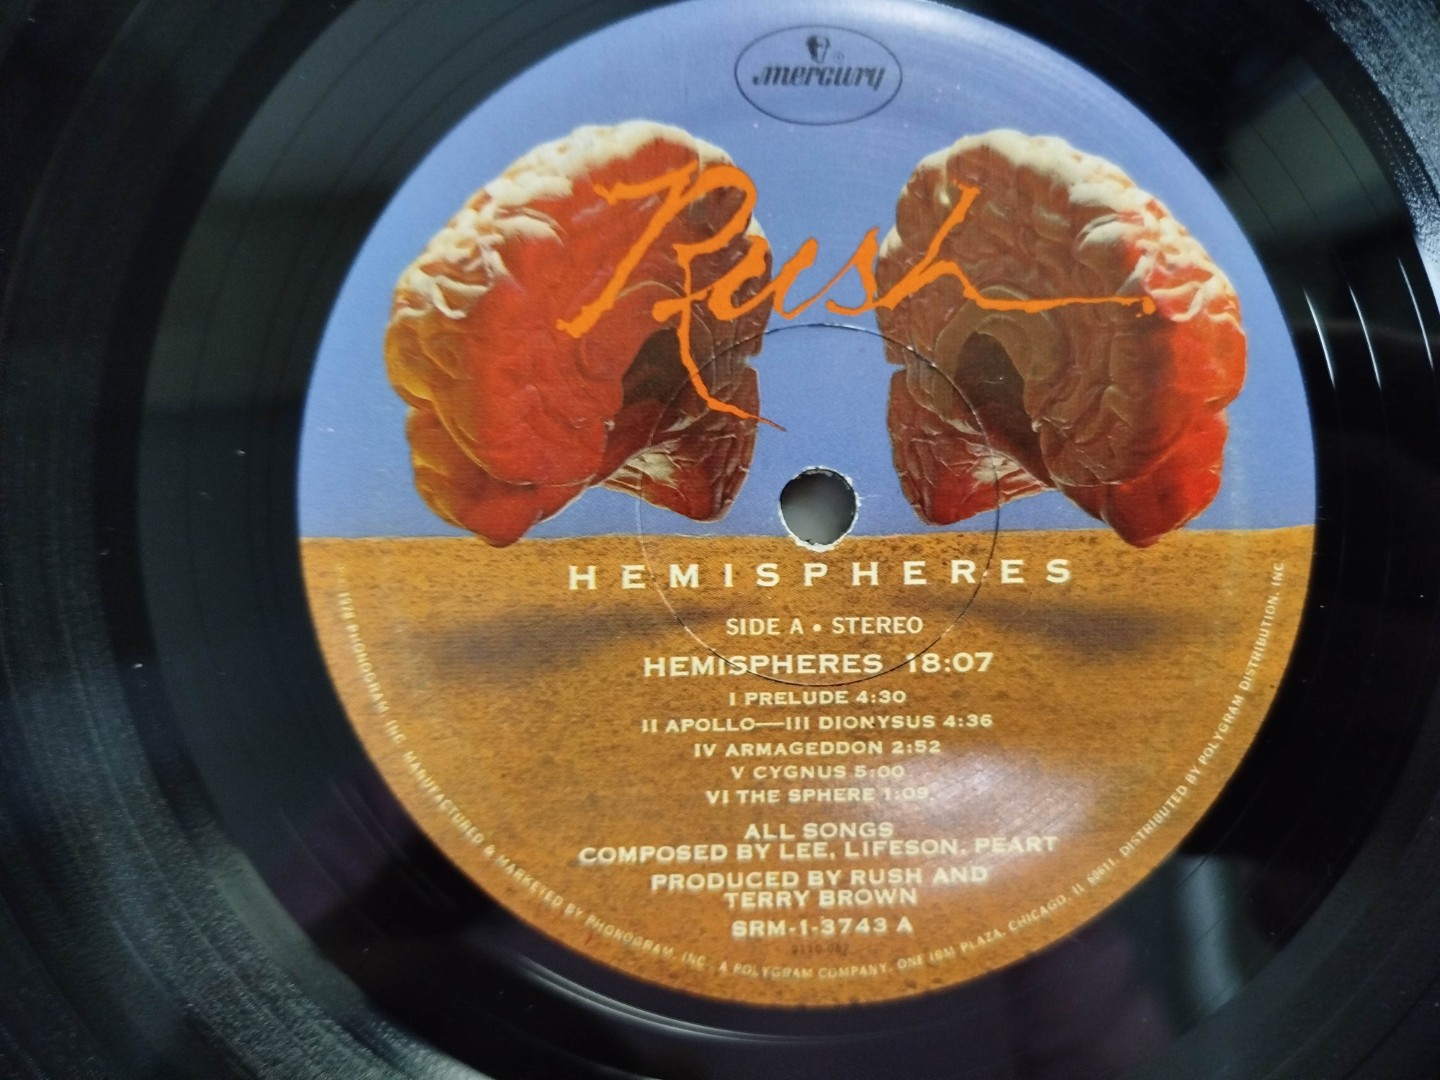 mercury
Rush
HEMISPHERES
SIDE A • STEREO
HEMISPHERES 18:07
I PRELUDE 4:30
II APOLLO—III DIONYSUS 4:36
IV ARMAGEDDON 2:52
V CYGNUS 5:00
VI THE SPHERE 1:09
ALL SONGS
COMPOSED BY LEE, LIFESON, PEART
PRODUCED BY RUSH AND
TERRY BROWN
SRM-1-3743 A
1978 PHONOGRAM, INC. MANUFACTURED & MARKETED BY PHONOGRAM, INC. A POLYGRAM COMPANY, ONE IBM PLAZA, CHICAGO, IL 60611. DISTRIBUTED BY POLYGRAM DISTRIBUTION, INC